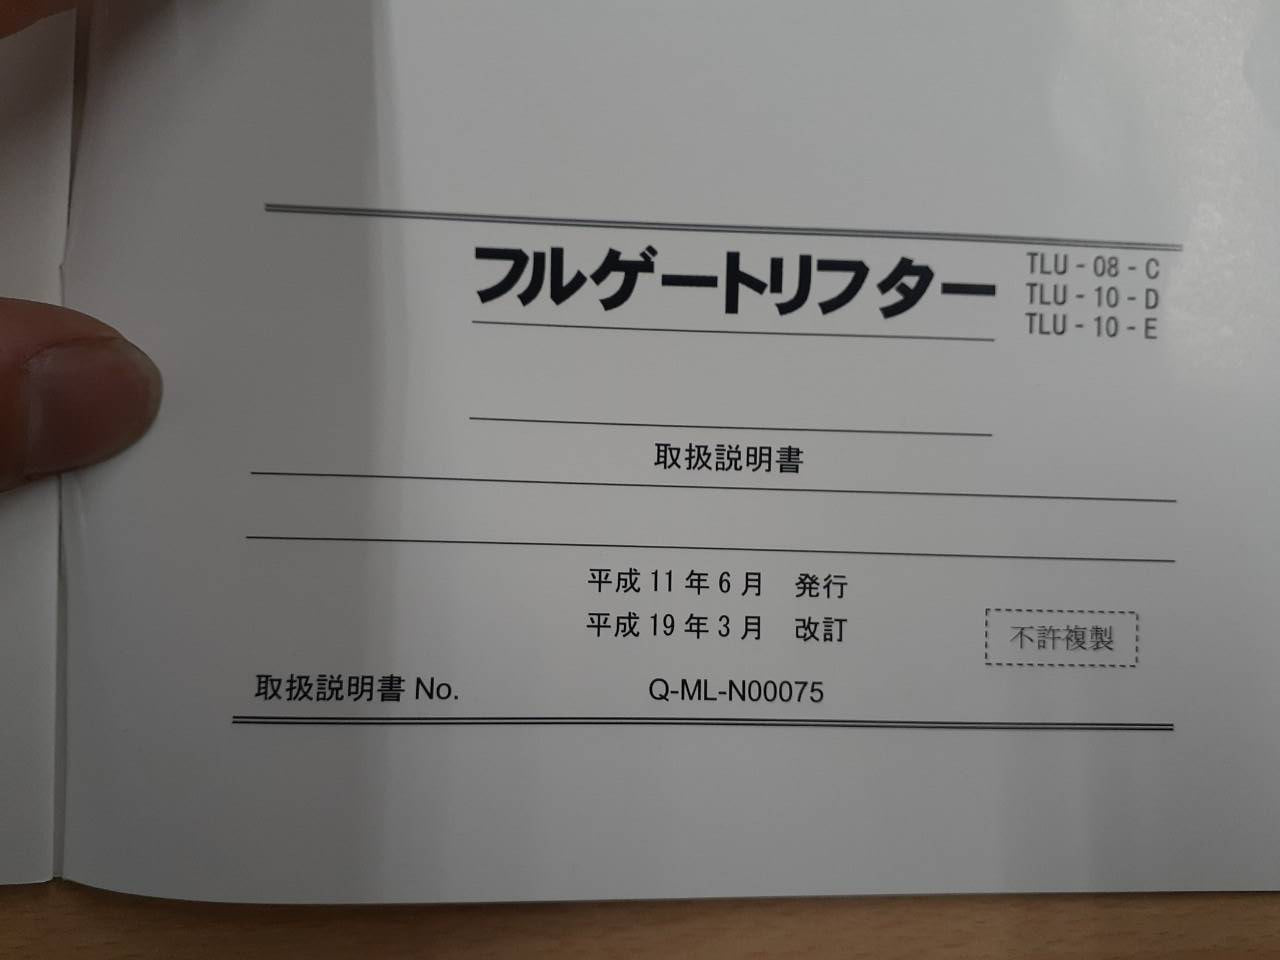 フルゲートリフター
TLU - 08 - C
TLU - 10 - D
TLU - 10 - E
取扱説明書
平成 11 年 6 月 発行
平成 19 年 3 月 改訂
不許複製
取扱説明書 No. Q-ML-N00075